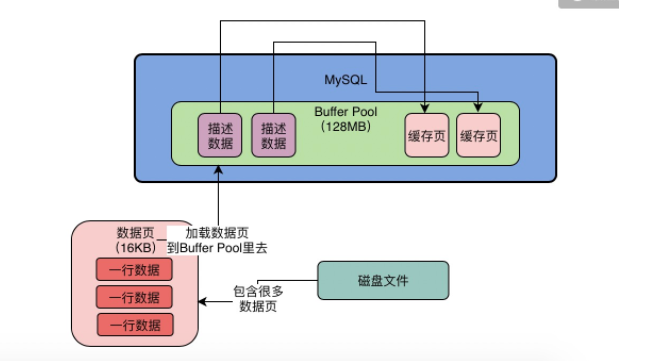 MySQL
Buffer Pool
（128MB）
描述
数据
描述
数据
缓存页
缓存页
数据页
（16KB）
加载数据页
到Buffer Pool里去
一行数据
一行数据
一行数据
包含很多
数据页
磁盘文件